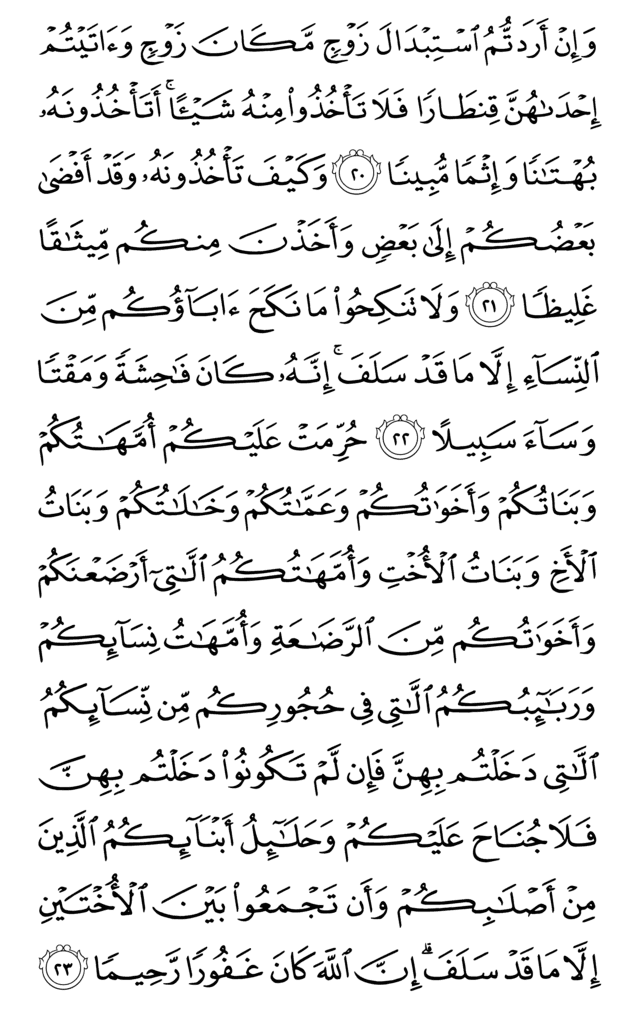 وَإِنْ أَرَدتُّمُ ٱسْتِبْدَالَ زَوْجٍ مَّكَانَ زَوْجٍ وَءَاتَيْتُمْ
إِحْدَىٰهُنَّ قِنطَارًا فَلَا تَأْخُذُوا۟ مِنْهُ شَيْـًٔا ۚ أَتَأْخُذُونَهُۥ
بُهْتَـٰنًا وَإِثْمًا مُّبِينًا ٢٠ وَكَيْفَ تَأْخُذُونَهُۥ وَقَدْ أَفْضَىٰ
بَعْضُكُمْ إِلَىٰ بَعْضٍ وَأَخَذْنَ مِنكُم مِّيثَـٰقًا
غَلِيظًا ٢١ وَلَا تَنكِحُوا۟ مَا نَكَحَ ءَابَآؤُكُم مِّنَ
ٱلنِّسَآءِ إِلَّا مَا قَدْ سَلَفَ ۚ إِنَّهُۥ كَانَ فَـٰحِشَةً وَمَقْتًا
وَسَآءَ سَبِيلًا ٢٢ حُرِّمَتْ عَلَيْكُمْ أُمَّهَـٰتُكُمْ
وَبَنَاتُكُمْ وَأَخَوَٰتُكُمْ وَعَمَّـٰتُكُمْ وَخَـٰلَـٰتُكُمْ وَبَنَاتُ
ٱلْأَخِ وَبَنَاتُ ٱلْأُخْتِ وَأُمَّهَـٰتُكُمُ ٱلَّـٰتِىٓ أَرْضَعْنَكُمْ
وَأَخَوَٰتُكُم مِّنَ ٱلرَّضَـٰعَةِ وَأُمَّهَـٰتُ نِسَآئِكُمْ
وَرَبَـٰٓئِبُكُمُ ٱلَّـٰتِى فِى حُجُورِكُم مِّن نِّسَآئِكُمُ
ٱلَّـٰتِى دَخَلْتُم بِهِنَّ فَإِن لَّمْ تَكُونُوا۟ دَخَلْتُم بِهِنَّ
فَلَا جُنَاحَ عَلَيْكُمْ وَحَلَـٰٓئِلُ أَبْنَآئِكُمُ ٱلَّذِينَ
مِنْ أَصْلَـٰبِكُمْ وَأَن تَجْمَعُوا۟ بَيْنَ ٱلْأُخْتَيْنِ
إِلَّا مَا قَدْ سَلَفَ ۗ إِنَّ ٱللَّهَ كَانَ غَفُورًا رَّحِيمًا ٢٣